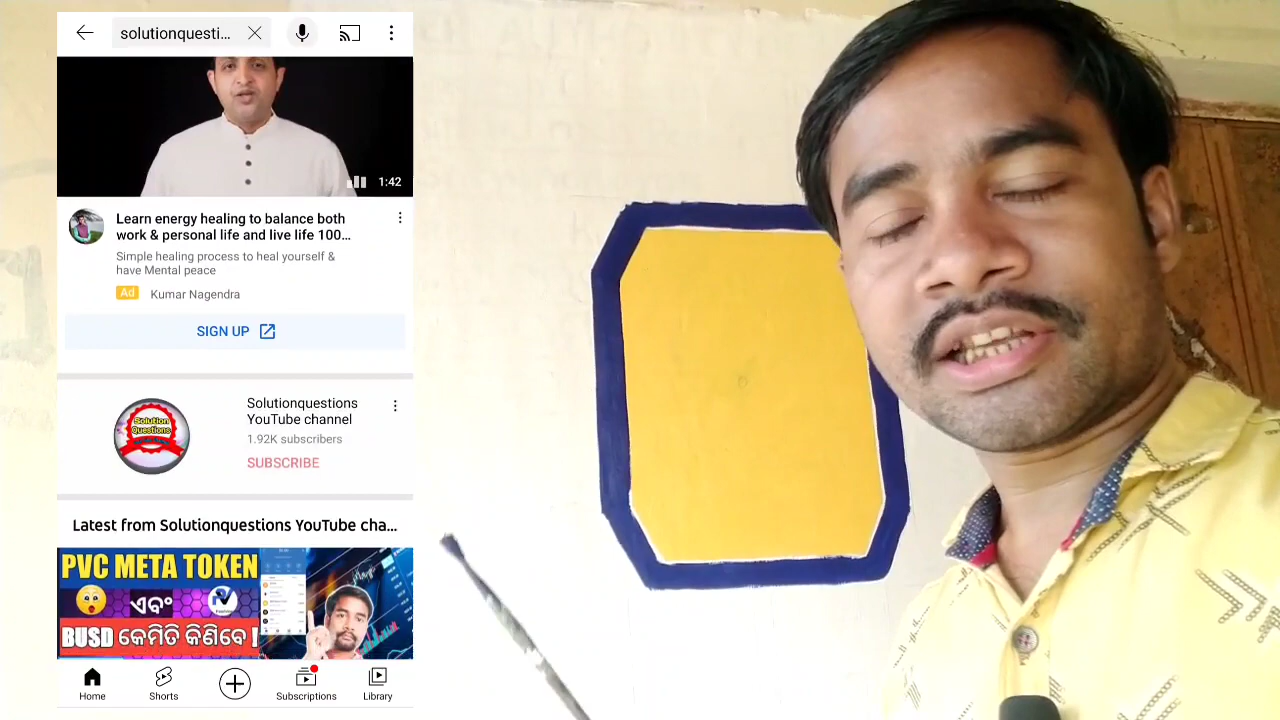 solutionquesti...
1:42
Learn energy healing to balance both
work & personal life and live life 100...
Simple healing process to heal yourself &
have Mental peace
Ad Kumar Nagendra
SIGN UP
Solutionquestions
YouTube channel
1.92K subscribers
SUBSCRIBE
Solution
Questions
Latest from Solutionquestions YouTube cha...
PVC META TOKEN
ଏବଂ
BUSD କେମିତି କିଣିବେ !
Home
Shorts
Subscriptions
Library